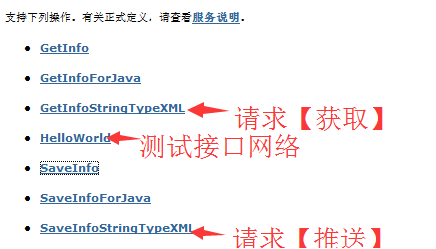 支持下列操作。有关正式定义，请查看服务说明。
GetInfo
GetInfoForJava
GetInfoStringTypeXML 请求【获取】
HelloWorld 测试接口网络
SaveInfo
SaveInfoForJava
SaveInfoStringTypeXML 请求【推送】